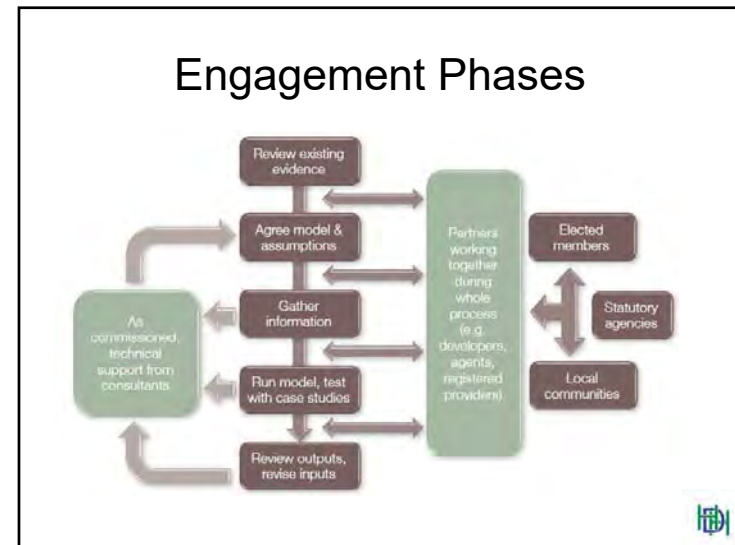 Engagement Phases
Review existing
evidence
Agree model &
assumptions
Gather
information
Run model, test
with case studies
Review outputs,
revise inputs
As
commissioned,
technical
support from
consultants
Partners
working
together
during
whole
process
(e.g.
developers,
agents,
registered
providers)
Elected
members
Statutory
agencies
Local
communities